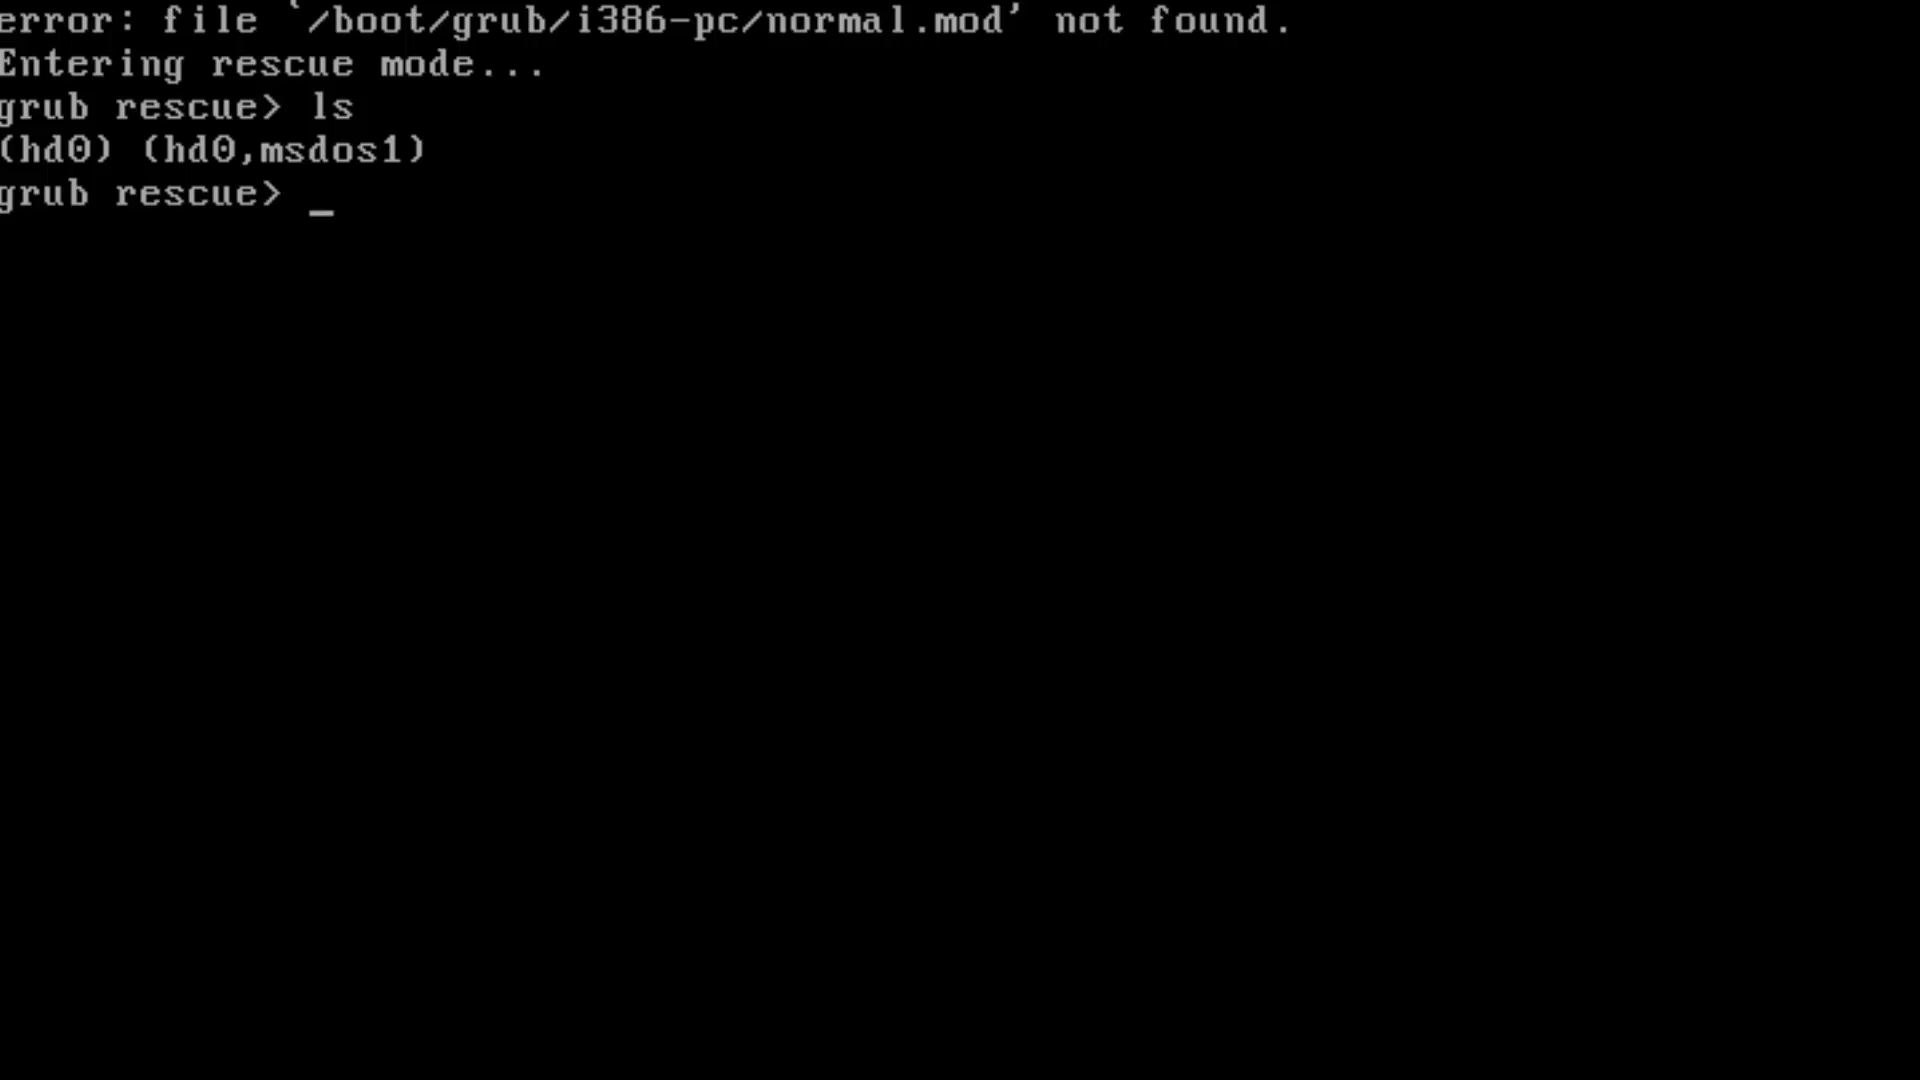 error: file `/boot/grub/i386-pc/normal.mod' not found.
Entering rescue mode...
grub rescue> ls
(hd0) (hd0,msdos1)
grub rescue> _